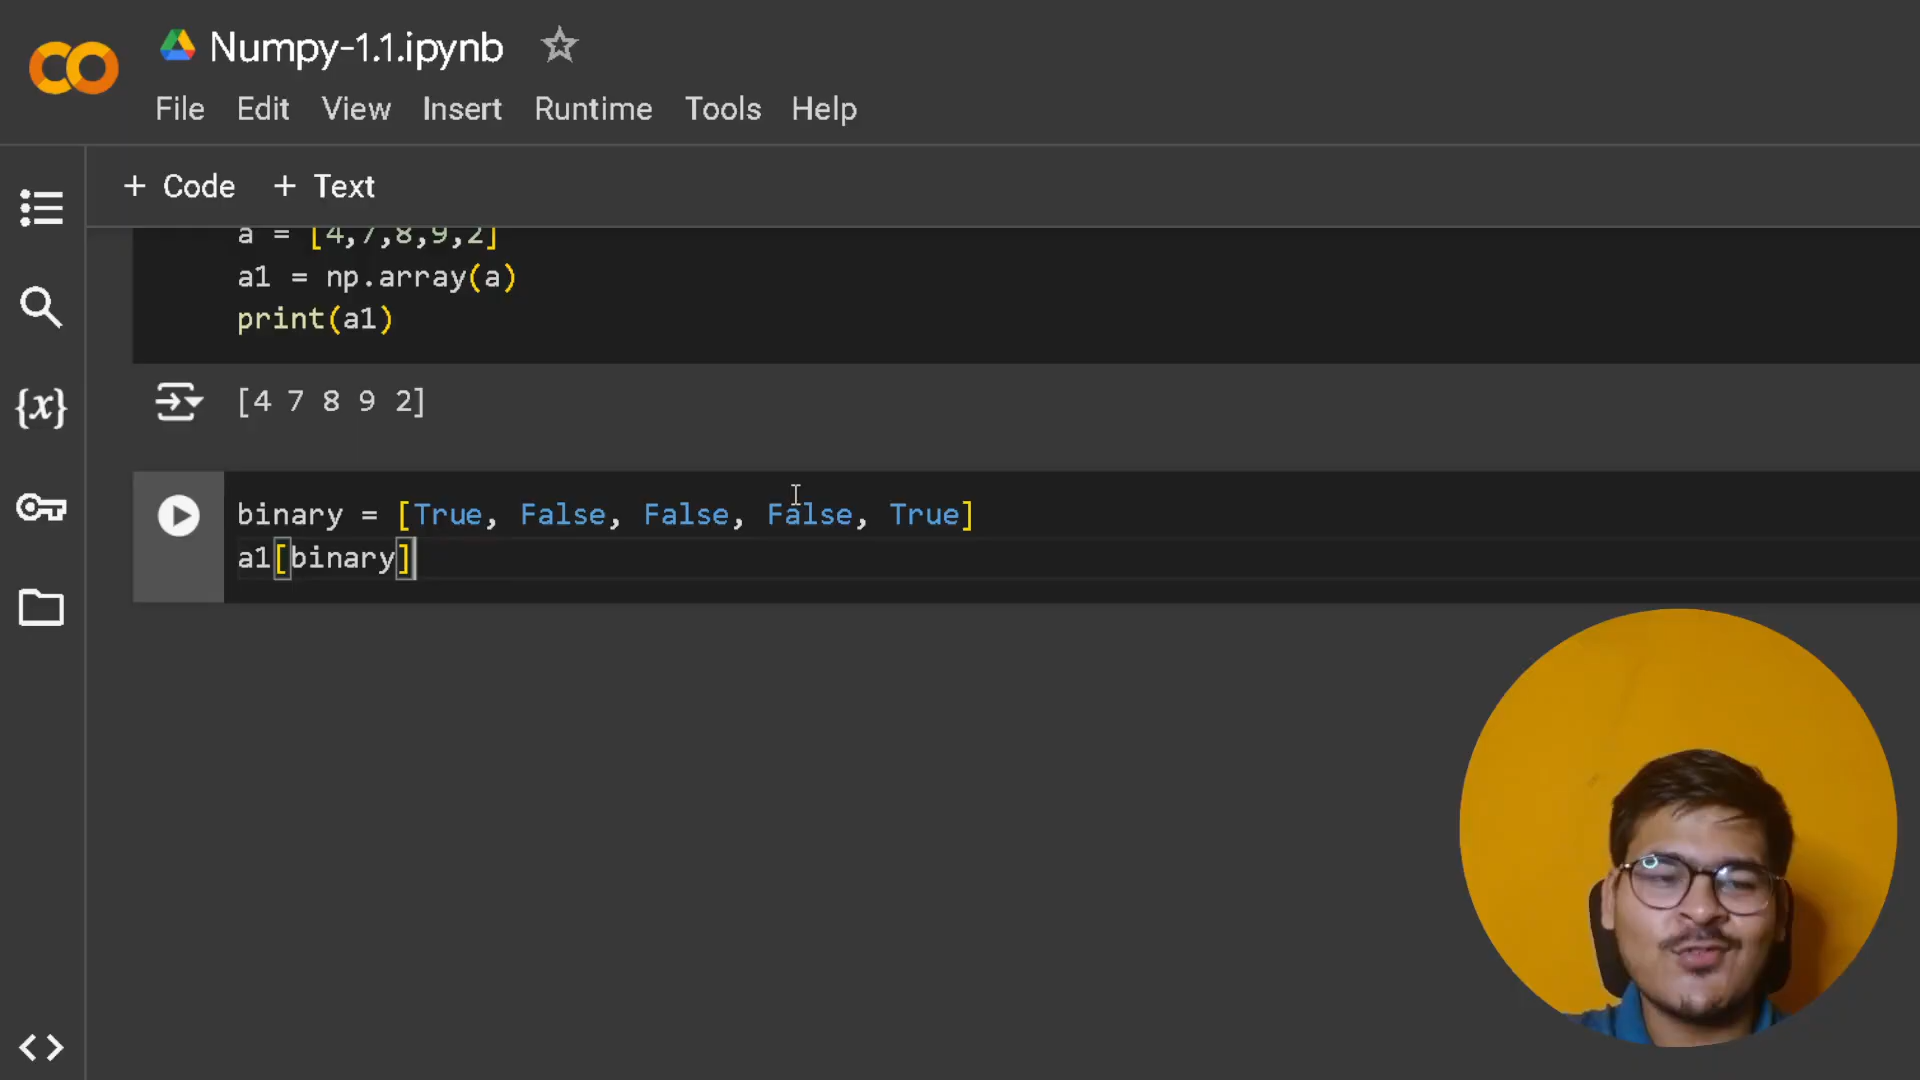 Numpy-1.1.ipynb
File Edit View Insert Runtime Tools Help
+ Code + Text
a = [4,7,8,9,2]
a1 = np.array(a)
print(a1)
{x}
[4 7 8 9 2]
binary = [True, False, False, False, True]
a1[binary]